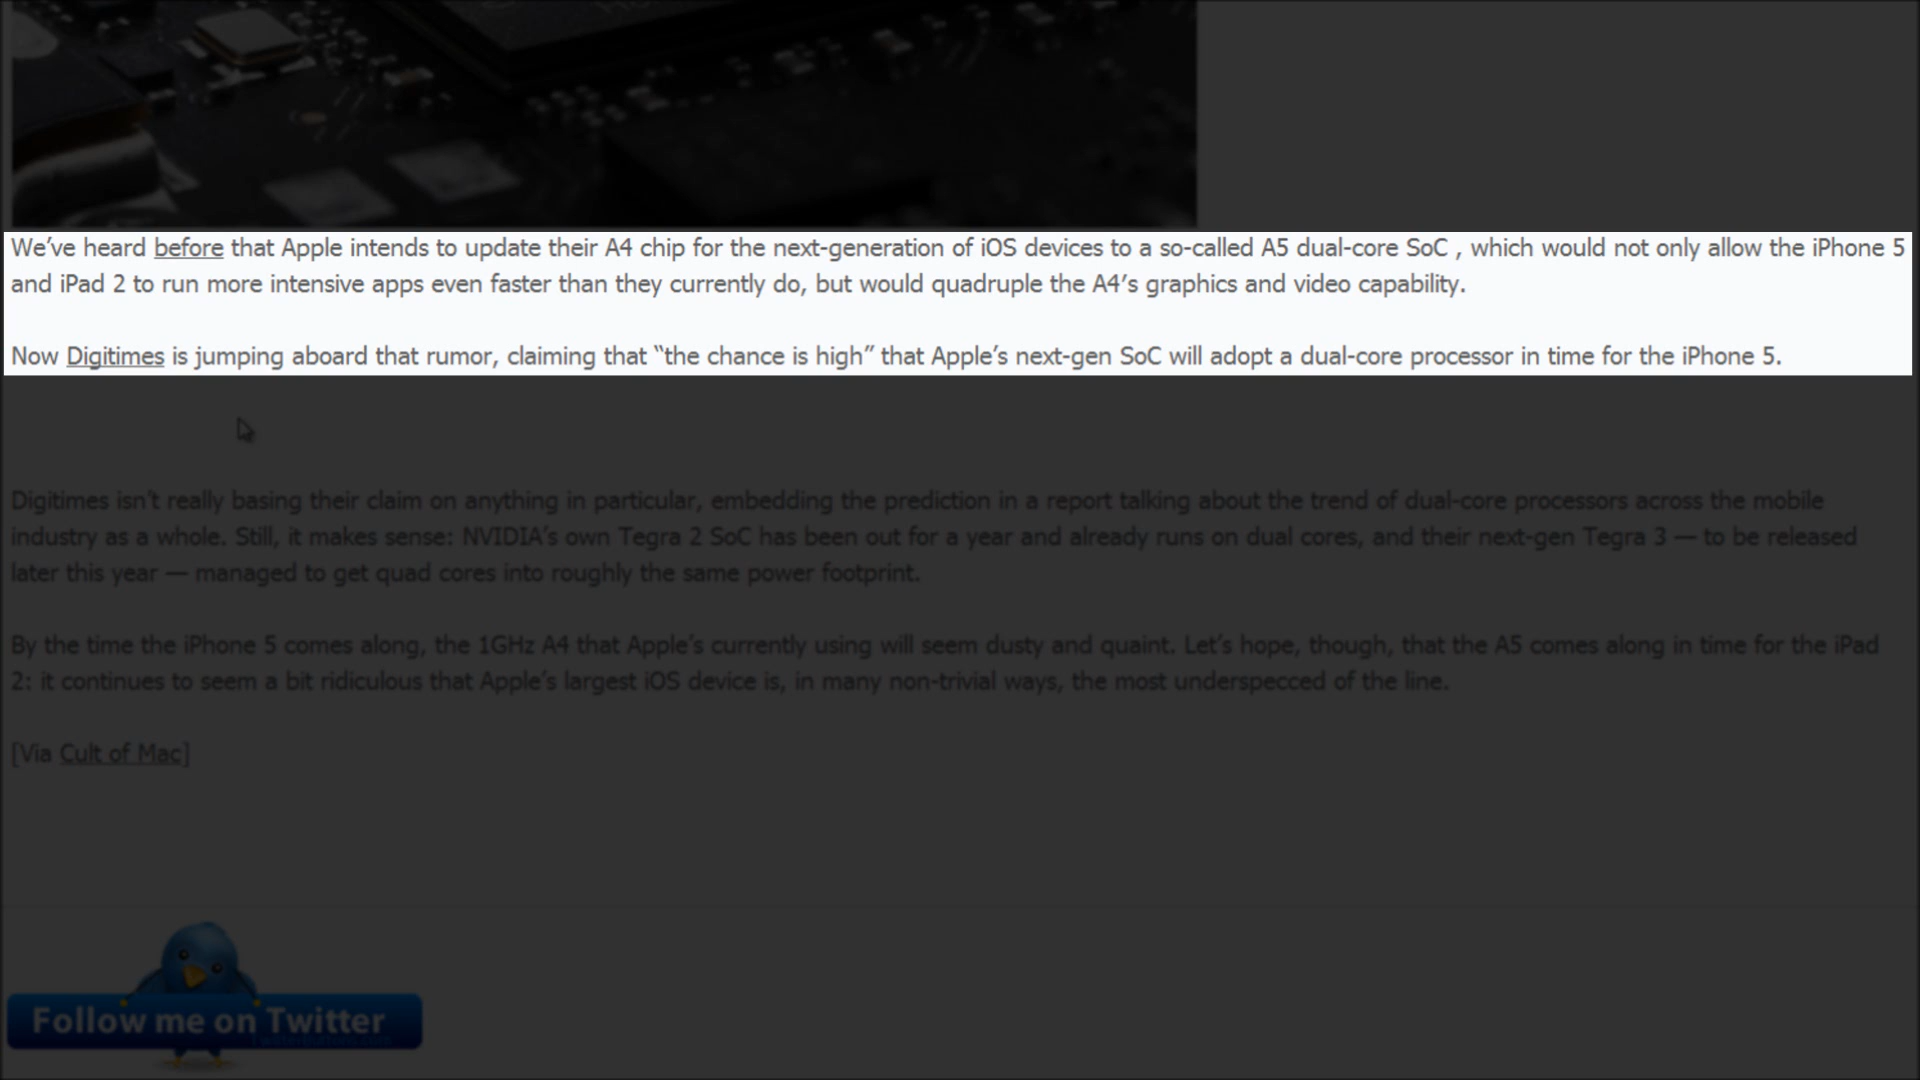 We’ve heard before that Apple intends to update their A4 chip for the next-generation of iOS devices to a so-called A5 dual-core SoC , which would not only allow the iPhone 5
and iPad 2 to run more intensive apps even faster than they currently do, but would quadruple the A4’s graphics and video capability.
Now Digitimes is jumping aboard that rumor, claiming that “the chance is high” that Apple’s next-gen SoC will adopt a dual-core processor in time for the iPhone 5.
Digitimes isn’t really basing their claim on anything in particular, embedding the prediction in a report talking about the trend of dual-core processors across the mobile
industry as a whole. Still, it makes sense: NVIDIA’s own Tegra 2 SoC has been out for a year and already runs on dual cores, and their next-gen Tegra 3 — to be released
later this year — managed to get quad cores into roughly the same power footprint.
By the time the iPhone 5 comes along, the 1GHz A4 that Apple’s currently using will seem dusty and quaint. Let’s hope, though, that the A5 comes along in time for the iPad
2: it continues to seem a bit ridiculous that Apple’s largest iOS device is, in many non-trivial ways, the most underspecced of the line.
[Via Cult of Mac]
Follow me on Twitter